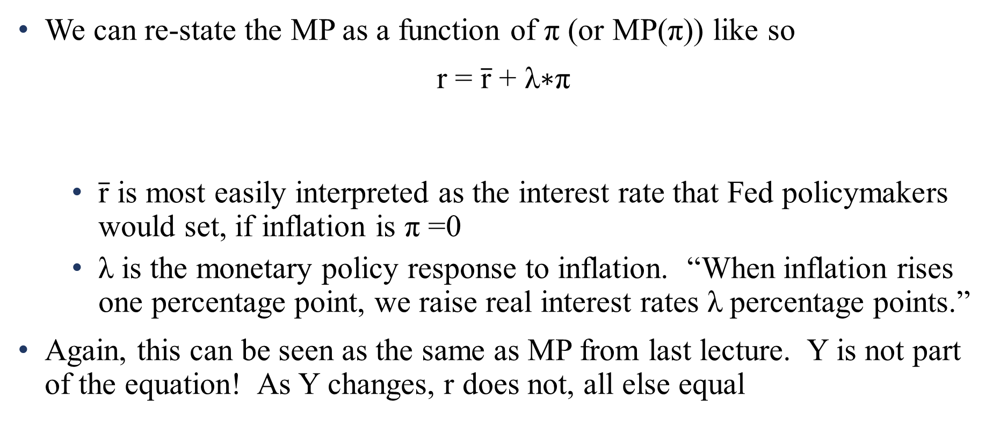 • We can re-state the MP as a function of π (or MP(π)) like so
r = r̅ + λ*π
• r̅ is most easily interpreted as the interest rate that Fed policymakers
would set, if inflation is π =0
• λ is the monetary policy response to inflation.  “When inflation rises
one percentage point, we raise real interest rates λ percentage points.”
• Again, this can be seen as the same as MP from last lecture.  Y is not part
of the equation!  As Y changes, r does not, all else equal